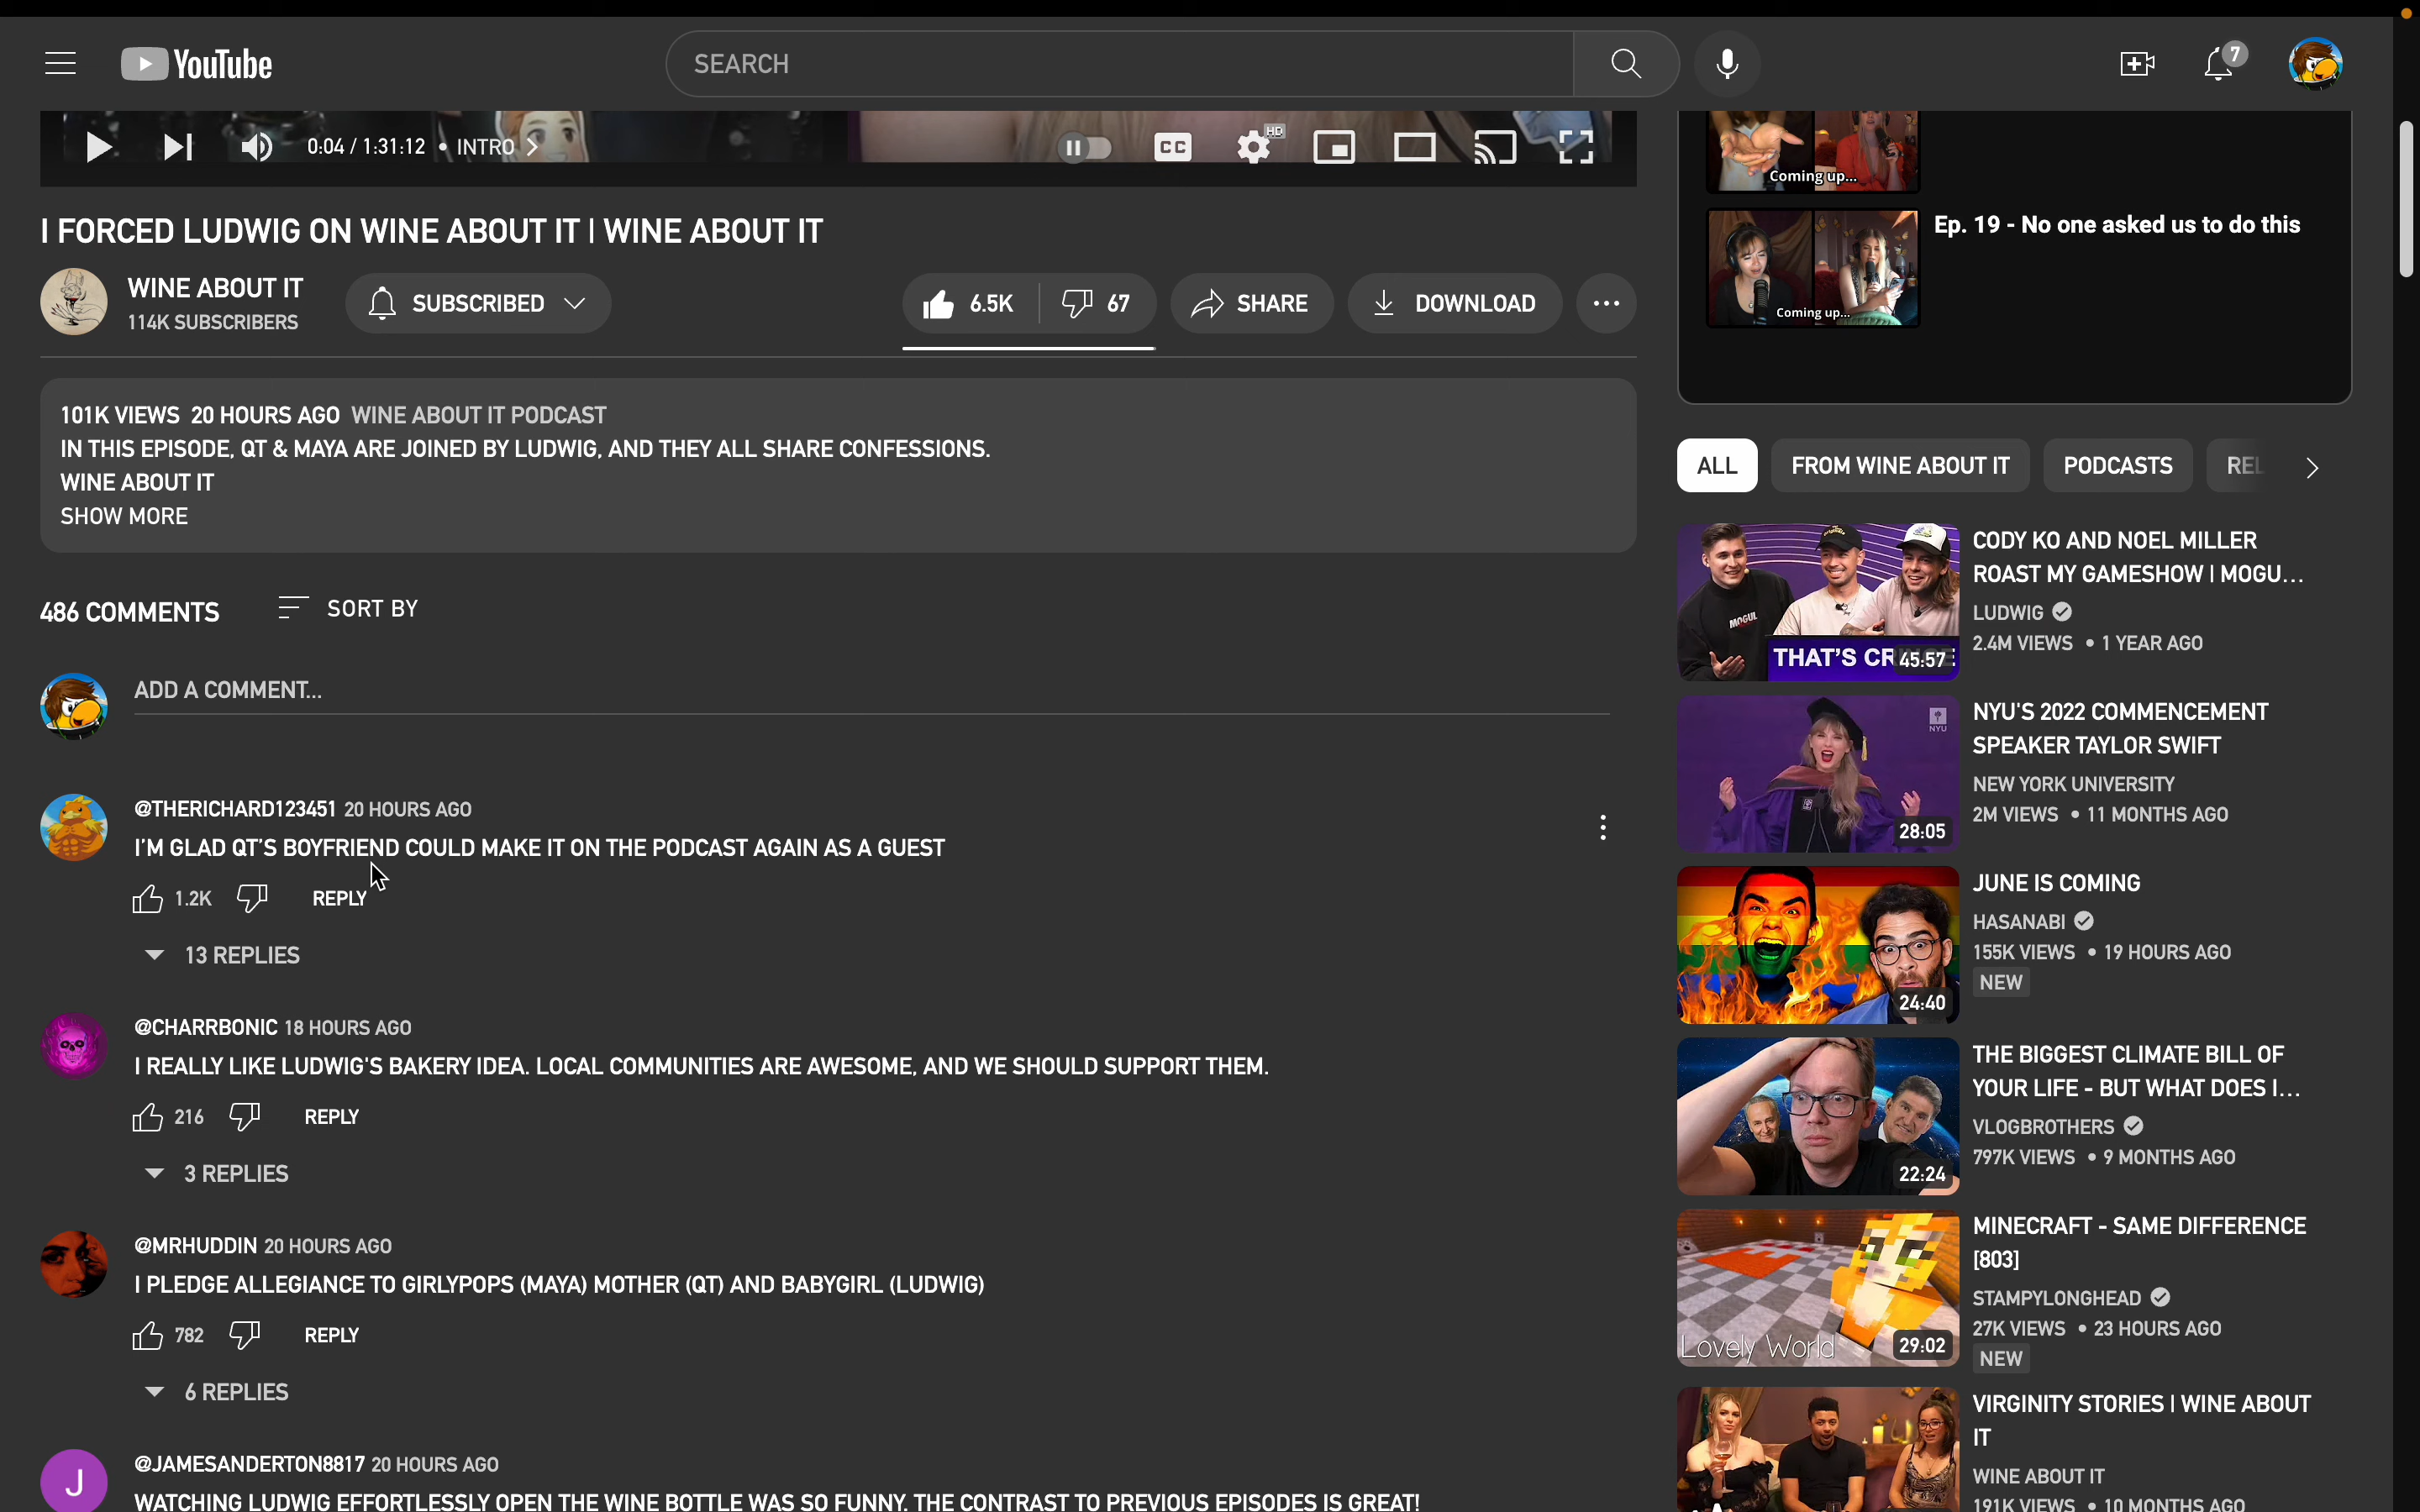 YouTube
SEARCH
7
0:04 / 1:31:12 • INTRO
CC
HD
I FORCED LUDWIG ON WINE ABOUT IT | WINE ABOUT IT
WINE ABOUT IT
114K SUBSCRIBERS
SUBSCRIBED
6.5K
67
SHARE
DOWNLOAD
101K VIEWS 20 HOURS AGO WINE ABOUT IT PODCAST
IN THIS EPISODE, QT & MAYA ARE JOINED BY LUDWIG, AND THEY ALL SHARE CONFESSIONS.
WINE ABOUT IT
SHOW MORE
486 COMMENTS
SORT BY
ADD A COMMENT...
@THERICHARD123451 20 HOURS AGO
I'M GLAD QT'S BOYFRIEND COULD MAKE IT ON THE PODCAST AGAIN AS A GUEST
1.2K
REPLY
13 REPLIES
@CHARRBONIC 18 HOURS AGO
I REALLY LIKE LUDWIG'S BAKERY IDEA. LOCAL COMMUNITIES ARE AWESOME, AND WE SHOULD SUPPORT THEM.
216
REPLY
3 REPLIES
@MRHUDDIN 20 HOURS AGO
I PLEDGE ALLEGIANCE TO GIRLYPOPS (MAYA) MOTHER (QT) AND BABYGIRL (LUDWIG)
782
REPLY
6 REPLIES
J
@JAMESANDERTON8817 20 HOURS AGO
WATCHING LUDWIG EFFORTLESSLY OPEN THE WINE BOTTLE WAS SO FUNNY. THE CONTRAST TO PREVIOUS EPISODES IS GREAT!
Coming up...
Ep. 19 - No one asked us to do this
Coming up...
ALL
FROM WINE ABOUT IT
PODCASTS
REL
MOGUL
THAT'S CR
45:57
CODY KO AND NOEL MILLER
ROAST MY GAMESHOW | MOGU...
LUDWIG
2.4M VIEWS • 1 YEAR AGO
NYU
28:05
NYU'S 2022 COMMENCEMENT
SPEAKER TAYLOR SWIFT
NEW YORK UNIVERSITY
2M VIEWS • 11 MONTHS AGO
24:40
JUNE IS COMING
HASANABI
155K VIEWS • 19 HOURS AGO
NEW
22:24
THE BIGGEST CLIMATE BILL OF
YOUR LIFE - BUT WHAT DOES I...
VLOGBROTHERS
797K VIEWS • 9 MONTHS AGO
Lovely World
29:02
MINECRAFT - SAME DIFFERENCE
[803]
STAMPYLONGHEAD
27K VIEWS • 23 HOURS AGO
NEW
VIRGINITY STORIES | WINE ABOUT
IT
WINE ABOUT IT
191K VIEWS • 10 MONTHS AGO